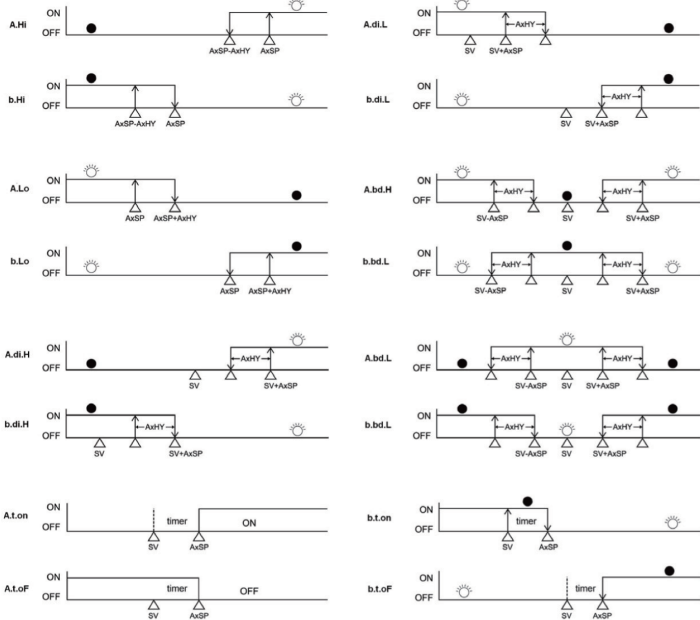 A.Hi
ON
OFF
AxSP-AxHY AxSP
b.Hi
ON
OFF
AxSP-AxHY AxSP
A.Lo
ON
OFF
AxSP AxSP+AxHY
b.Lo
ON
OFF
AxSP AxSP+AxHY
A.di.H
ON
OFF
AxHY
SV SV+AxSP
b.di.H
ON
OFF
AxHY
SV SV+AxSP
A.t.on
ON
OFF
timer ON
SV AxSP
A.t.oF
ON
OFF
timer OFF
SV AxSP
A.di.L
ON
OFF
AxHY
SV SV+AxSP
b.di.L
ON
OFF
AxHY
SV SV+AxSP
A.bd.H
ON
OFF
AxHY AxHY
SV-AxSP SV SV+AxSP
b.bd.L
ON
OFF
AxHY AxHY
SV-AxSP SV SV+AxSP
A.bd.L
ON
OFF
AxHY AxHY
SV-AxSP SV SV+AxSP
b.bd.L
ON
OFF
AxHY AxHY
SV-AxSP SV SV+AxSP
b.t.on
ON
OFF
timer
SV AxSP
b.t.oF
ON
OFF
timer
SV AxSP